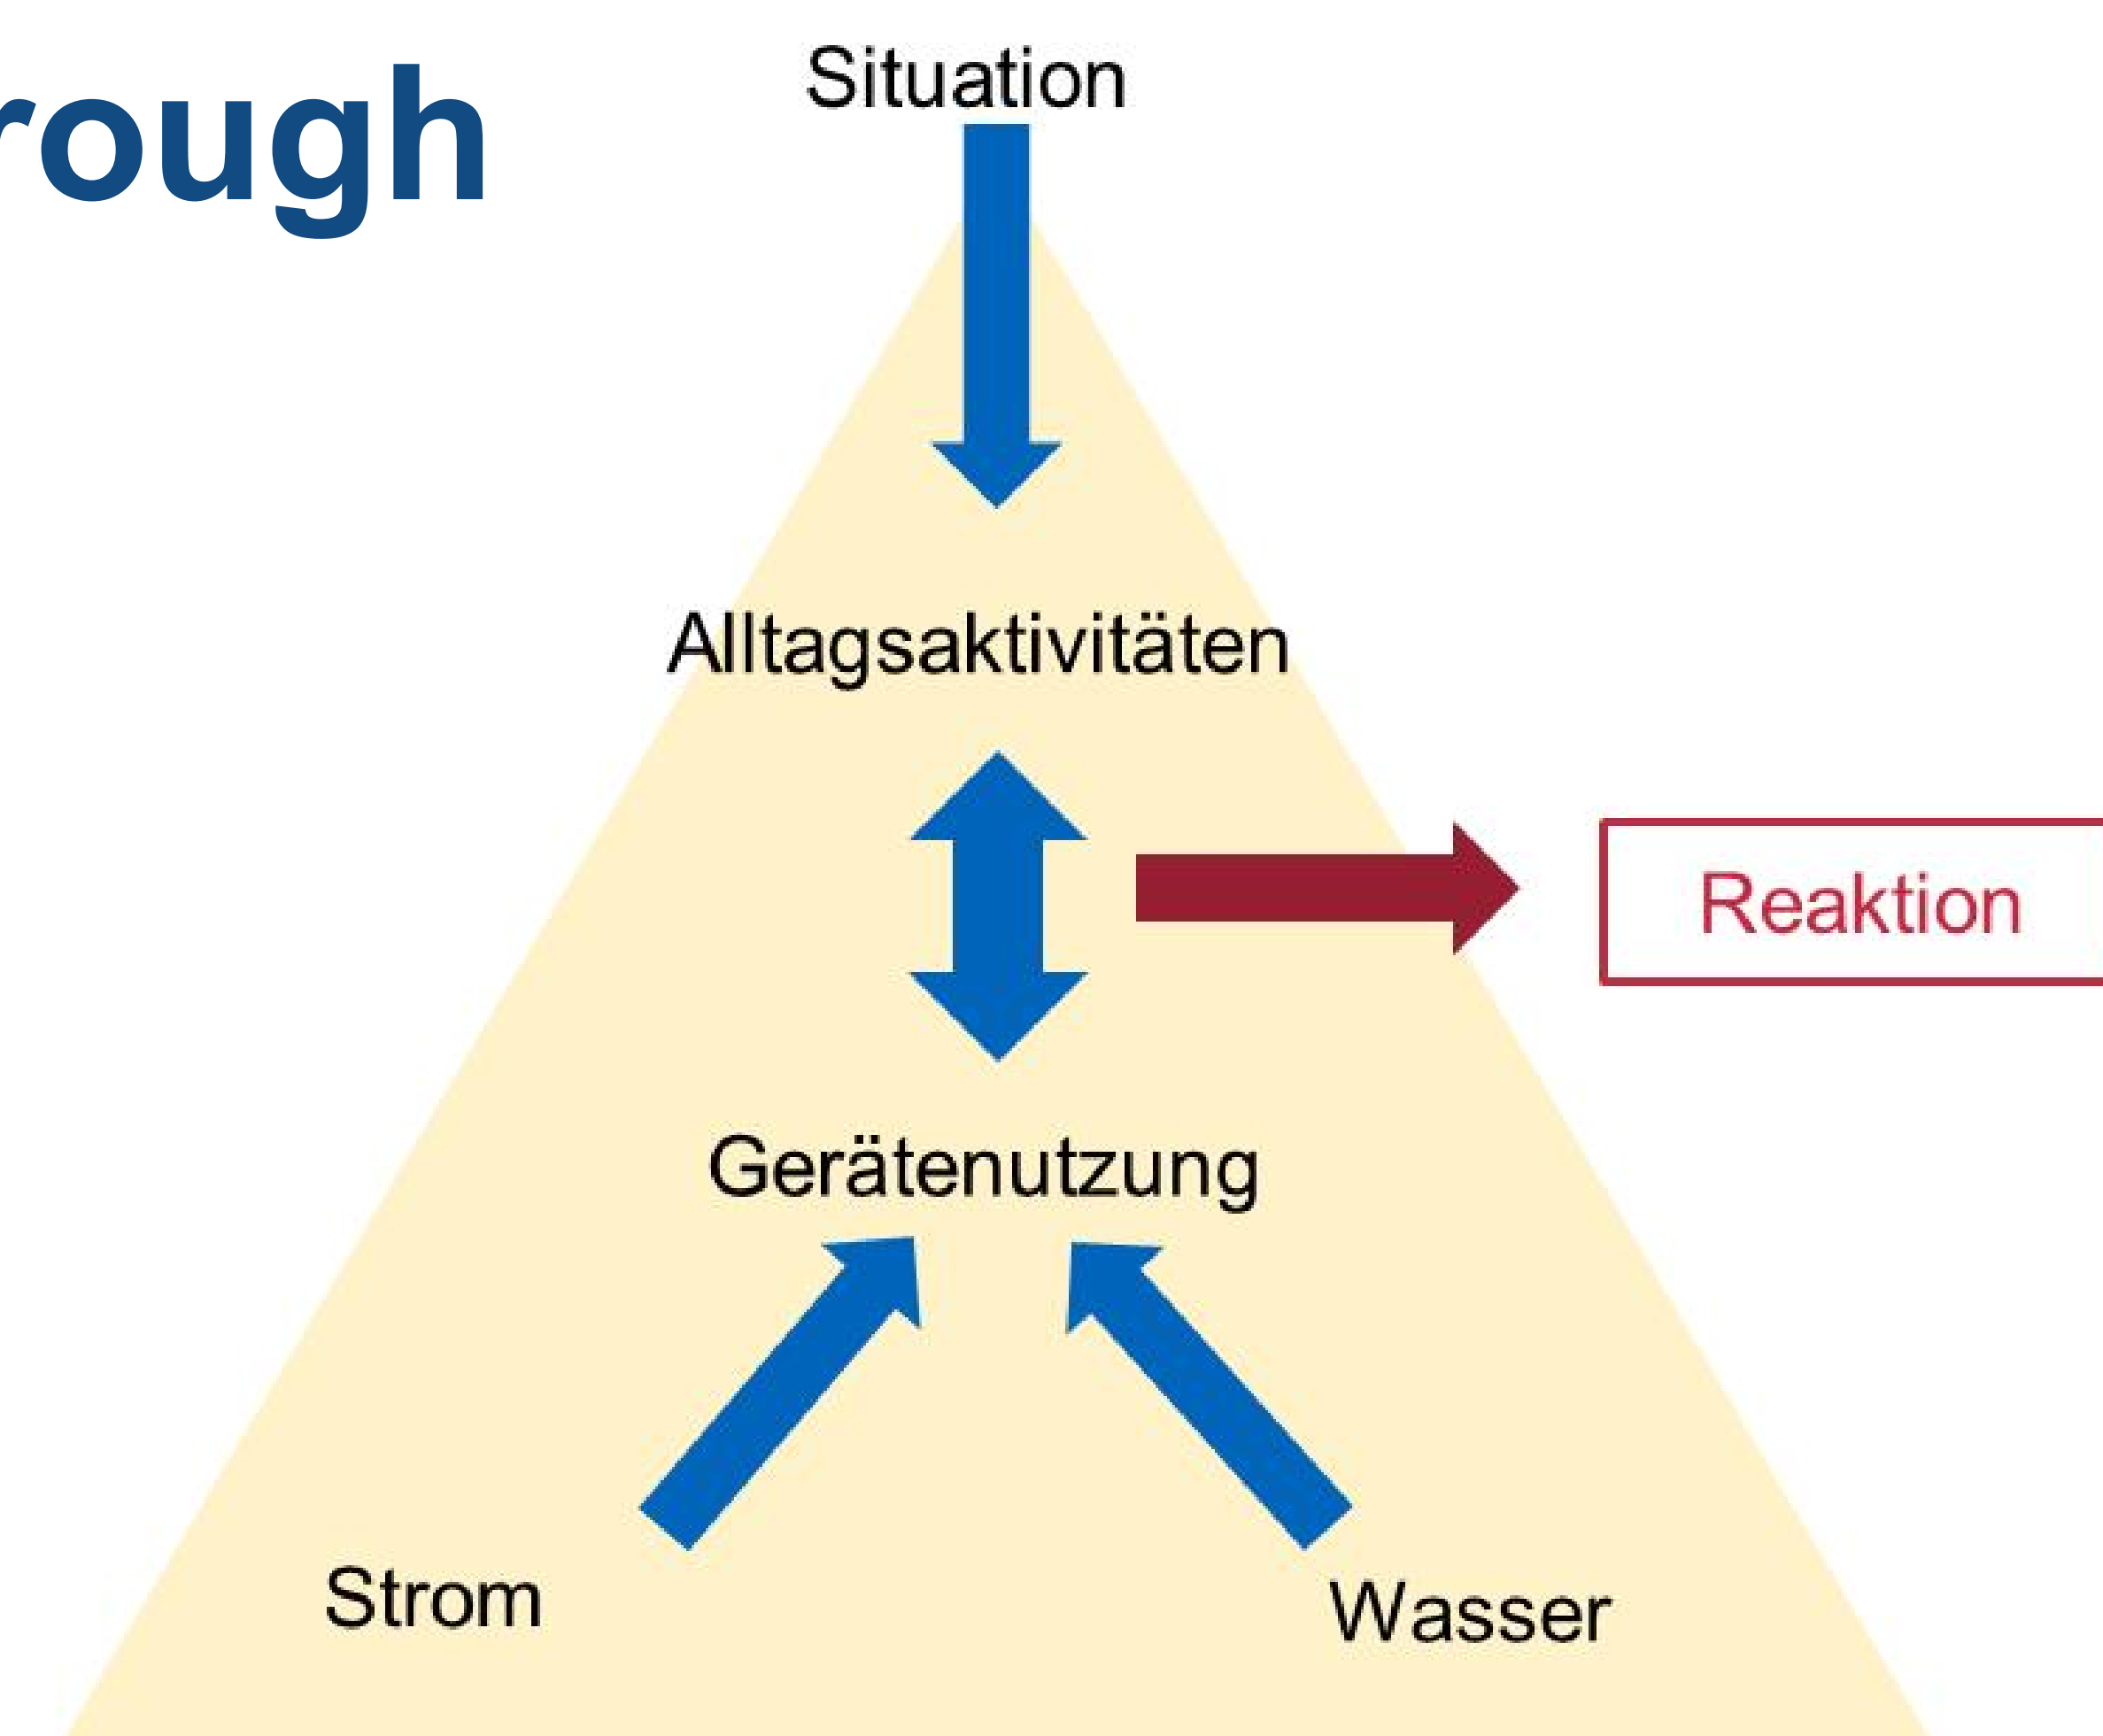 rough
Situation
Alltagsaktivitäten
Reaktion
Gerätenutzung
Strom
Wasser